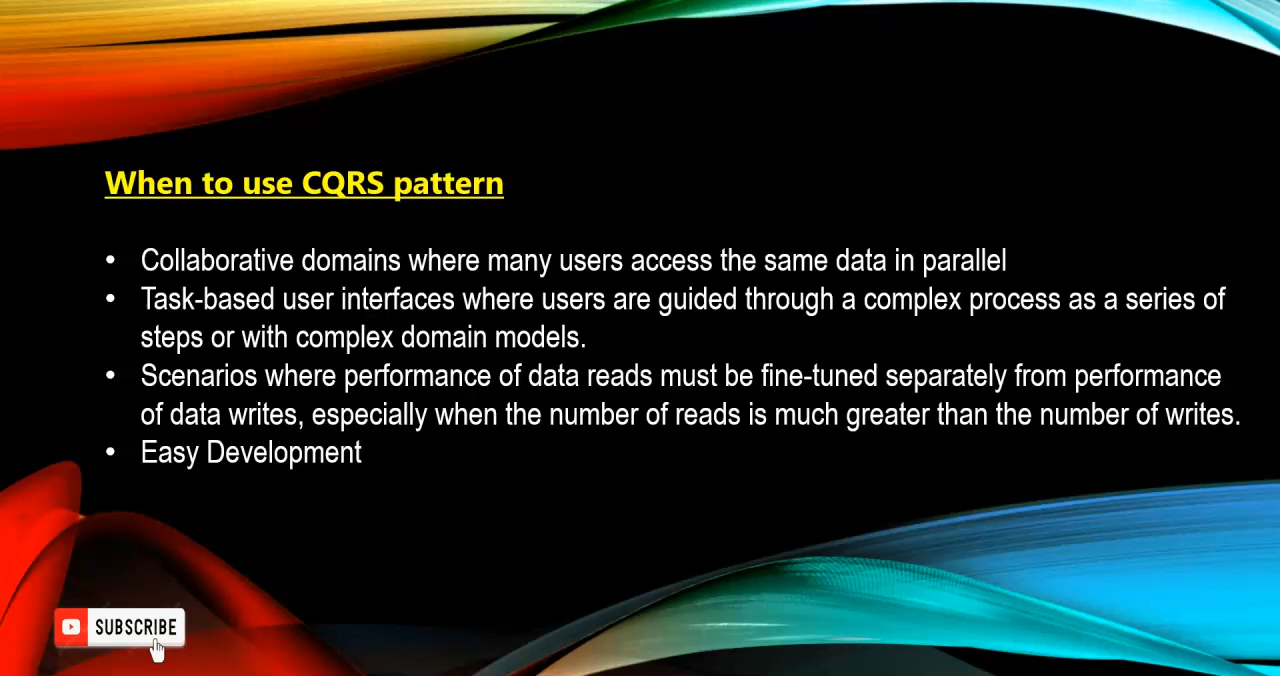 When to use CQRS pattern
• Collaborative domains where many users access the same data in parallel
• Task-based user interfaces where users are guided through a complex process as a series of
steps or with complex domain models.
• Scenarios where performance of data reads must be fine-tuned separately from performance
of data writes, especially when the number of reads is much greater than the number of writes.
• Easy Development
SUBSCRIBE